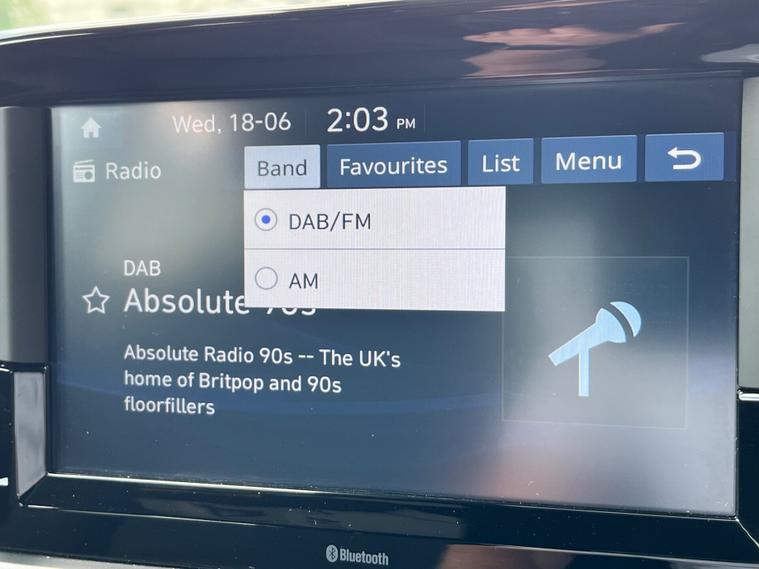 Wed, 18-06 2:03 PM
Radio Band Favourites List Menu
DAB/FM
AM
DAB
Absolute 90s
Absolute Radio 90s -- The UK's
home of Britpop and 90s
floorfillers
Bluetooth